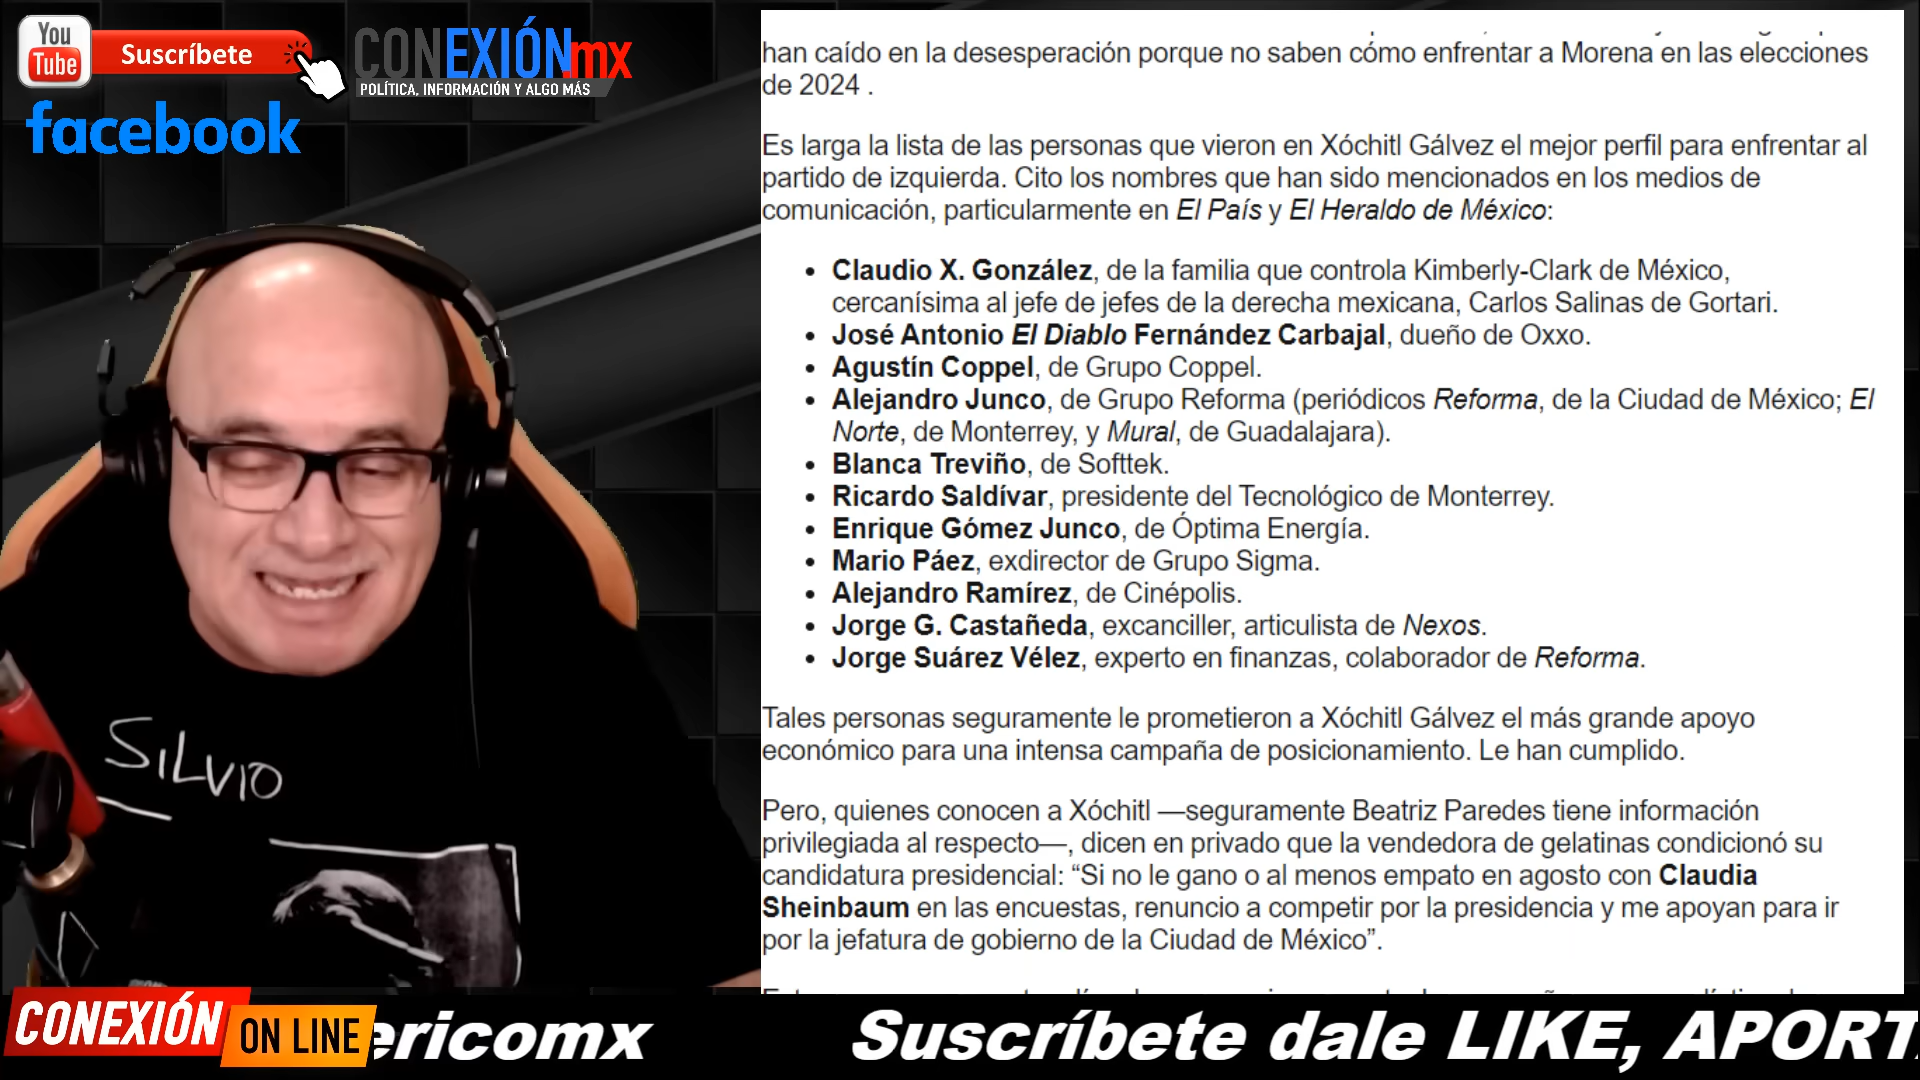 You
Tube
Suscríbete
CONEXIÓNmx
POLÍTICA, INFORMACIÓN Y ALGO MÁS
facebook
han caído en la desesperación porque no saben cómo enfrentar a Morena en las elecciones
de 2024 .
Es larga la lista de las personas que vieron en Xóchitl Gálvez el mejor perfil para enfrentar al
partido de izquierda. Cito los nombres que han sido mencionados en los medios de
comunicación, particularmente en El País y El Heraldo de México:
• Claudio X. González, de la familia que controla Kimberly-Clark de México,
cercanísima al jefe de jefes de la derecha mexicana, Carlos Salinas de Gortari.
• José Antonio El Diablo Fernández Carbajal, dueño de Oxxo.
• Agustín Coppel, de Grupo Coppel.
• Alejandro Junco, de Grupo Reforma (periódicos Reforma, de la Ciudad de México; El
Norte, de Monterrey, y Mural, de Guadalajara).
• Blanca Treviño, de Softtek.
• Ricardo Saldívar, presidente del Tecnológico de Monterrey.
• Enrique Gómez Junco, de Óptima Energía.
• Mario Páez, exdirector de Grupo Sigma.
• Alejandro Ramírez, de Cinépolis.
• Jorge G. Castañeda, excanciller, articulista de Nexos.
• Jorge Suárez Vélez, experto en finanzas, colaborador de Reforma.
Tales personas seguramente le prometieron a Xóchitl Gálvez el más grande apoyo
económico para una intensa campaña de posicionamiento. Le han cumplido.
Pero, quienes conocen a Xóchitl —seguramente Beatriz Paredes tiene información
privilegiada al respecto—, dicen en privado que la vendedora de gelatinas condicionó su
candidatura presidencial: “Si no le gano o al menos empato en agosto con Claudia
Sheinbaum en las encuestas, renuncio a competir por la presidencia y me apoyan para ir
por la jefatura de gobierno de la Ciudad de México”.
SILVIO
CONEXIÓN
ON LINE
ericomx Suscríbete dale LIKE, APORT